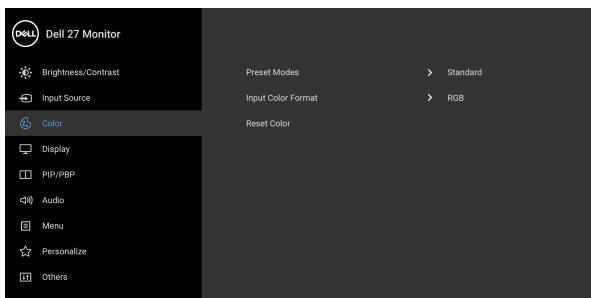 DELL Dell 27 Monitor
Brightness/Contrast
Input Source
Color
Display
PIP/PBP
Audio
Menu
Personalize
Others
Preset Modes > Standard
Input Color Format > RGB
Reset Color